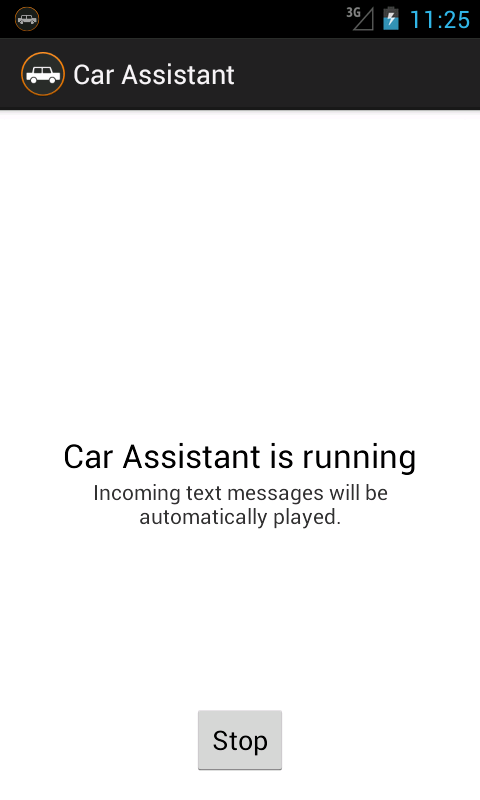 3G 11:25
Car Assistant
Car Assistant is running
Incoming text messages will be
automatically played.
Stop